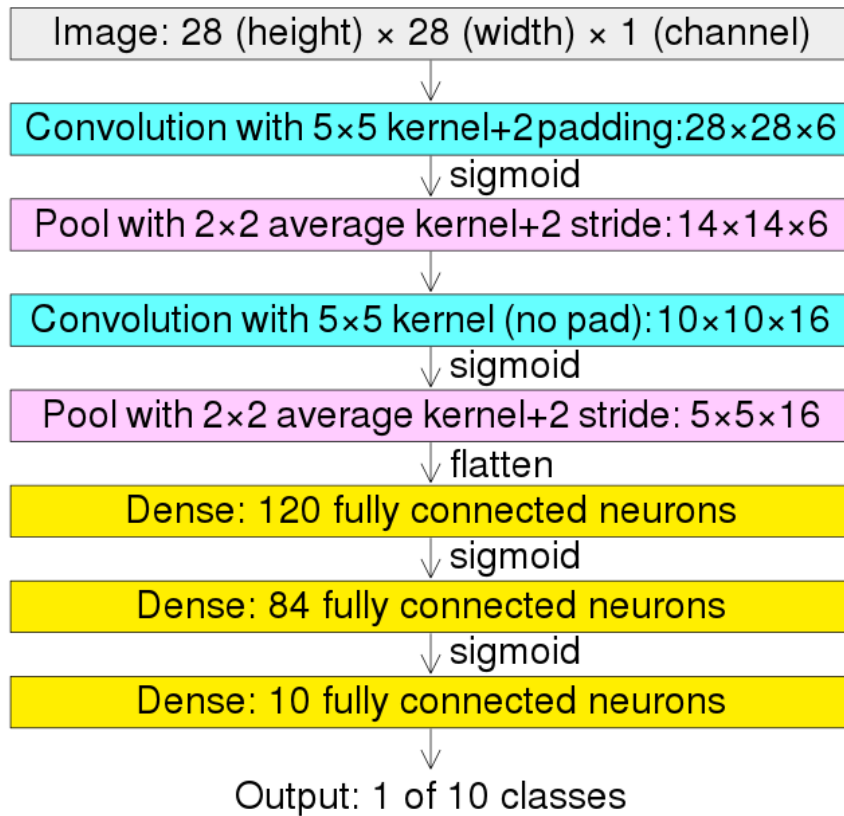 Image: 28 (height) × 28 (width) × 1 (channel)
Convolution with 5×5 kernel+2padding:28×28×6
sigmoid
Pool with 2×2 average kernel+2 stride:14×14×6
Convolution with 5×5 kernel (no pad):10×10×16
sigmoid
Pool with 2×2 average kernel+2 stride: 5×5×16
flatten
Dense: 120 fully connected neurons
sigmoid
Dense: 84 fully connected neurons
sigmoid
Dense: 10 fully connected neurons
Output: 1 of 10 classes